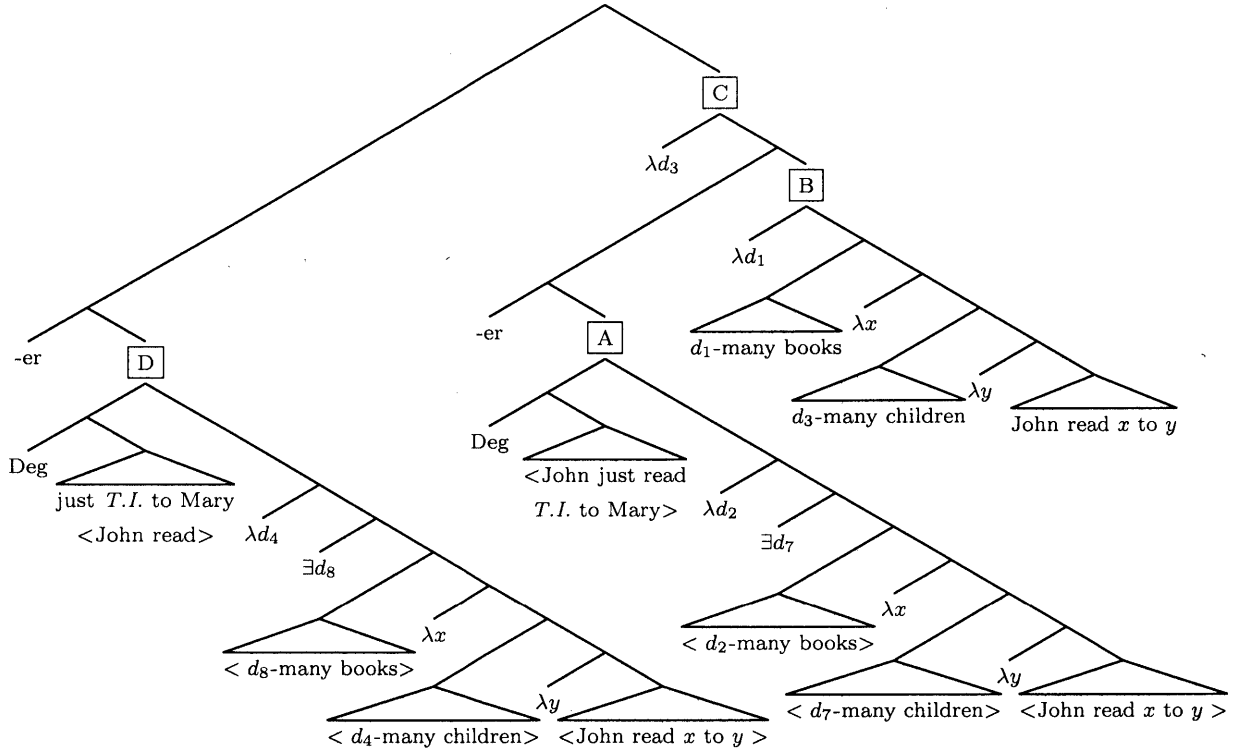 C
λd₃
B
λd₁
-er
A
d₁-many books
λx
-er
D
d₃-many children
λy
John read x to y
Deg
<John just read
T.I. to Mary>
Deg
just T.I. to Mary
<John read>
λd₂
λd₄
∃d₇
∃d₈
λx
< d₂-many books>
λx
< d₈-many books>
λy
< d₇-many children>
<John read x to y >
λy
< d₄-many children>
<John read x to y >